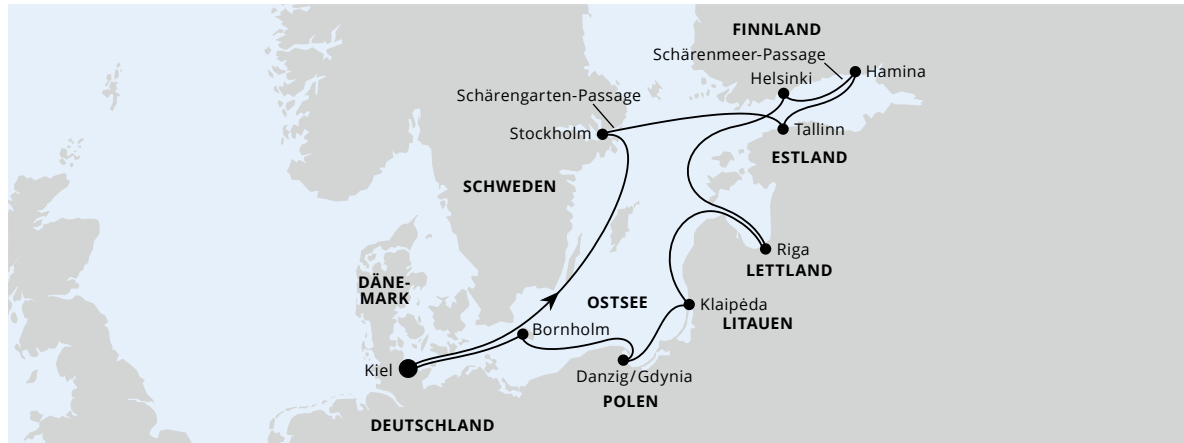 FINNLAND
Schärenmeer-Passage
Hamina
Helsinki
Schärengarten-Passage
Stockholm
Tallinn
ESTLAND
SCHWEDEN
Riga
LETTLAND
DÄNE-
MARK
OSTSEE
Klaipėda
LITAUEN
Bornholm
Kiel
Danzig/Gdynia
POLEN
DEUTSCHLAND